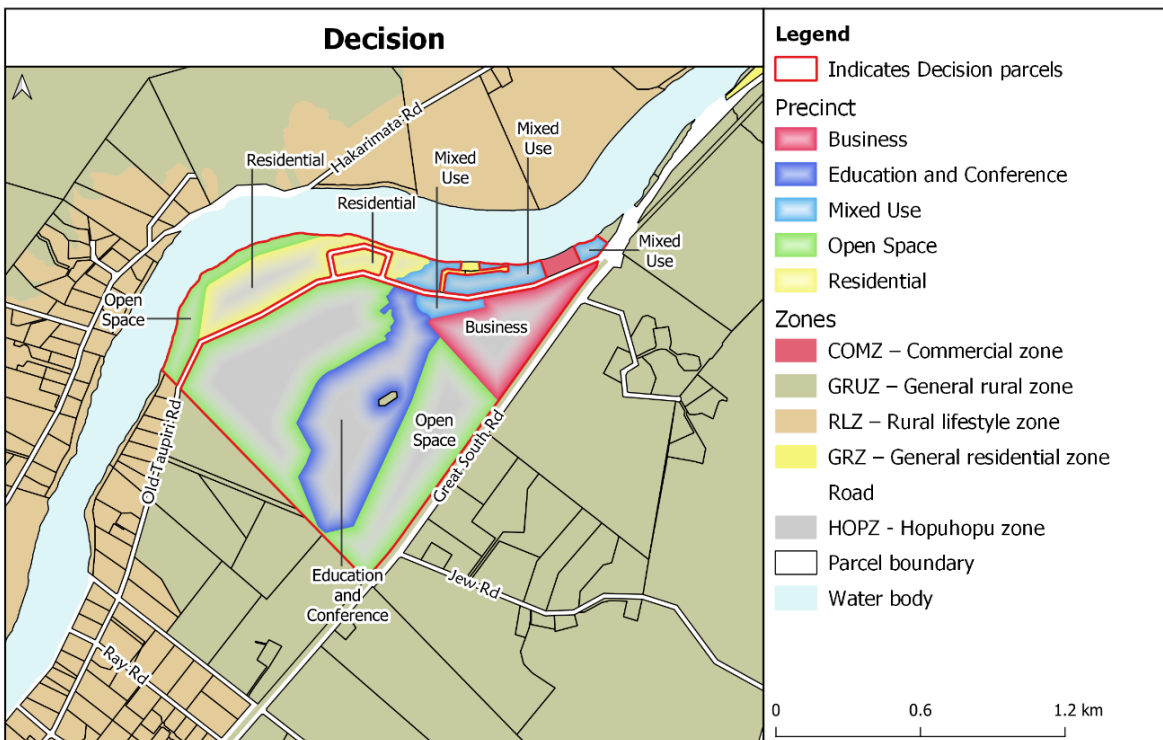 Decision
Hakarimata Rd
Residential
Mixed
Use
Mixed
Use
Residential
Mixed
Use
Open
Space
Business
Open
Space
Old Taupiri Rd
Great South Rd
Education
and
Conference
Jew Rd
Ray Rd
Legend
Indicates Decision parcels
Precinct
Business
Education and Conference
Mixed Use
Open Space
Residential
Zones
COMZ – Commercial zone
GRUZ – General rural zone
RLZ – Rural lifestyle zone
GRZ – General residential zone
Road
HOPZ - Hopuhopu zone
Parcel boundary
Water body
0 0.6 1.2 km